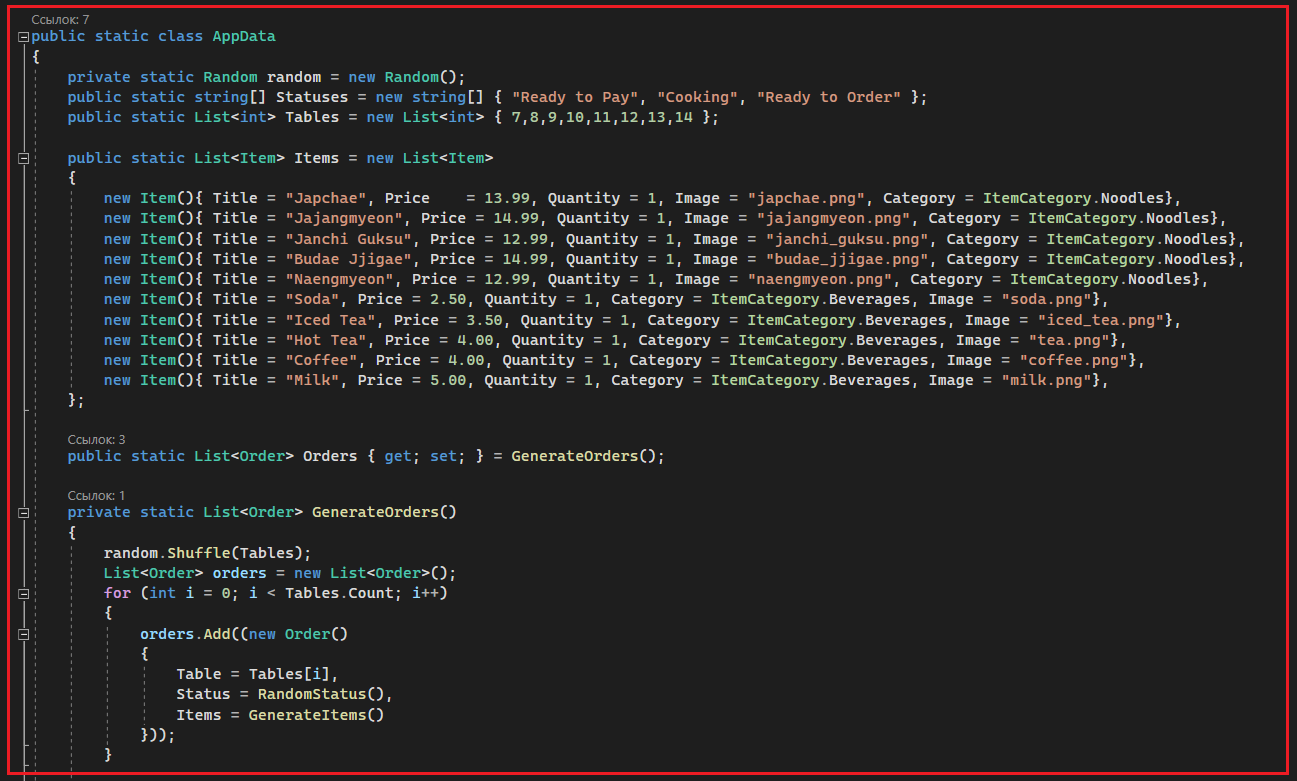 Ссылок: 7
public static class AppData
{
    private static Random random = new Random();
    public static string[] Statuses = new string[] { "Ready to Pay", "Cooking", "Ready to Order" };
    public static List<int> Tables = new List<int> { 7,8,9,10,11,12,13,14 };
    public static List<Item> Items = new List<Item>
    {
        new Item(){ Title = "Japchae", Price    = 13.99, Quantity = 1, Image = "japchae.png", Category = ItemCategory.Noodles},
        new Item(){ Title = "Jajangmyeon", Price = 14.99, Quantity = 1, Image = "jajangmyeon.png", Category = ItemCategory.Noodles},
        new Item(){ Title = "Janchi Guksu", Price = 12.99, Quantity = 1, Image = "janchi_guksu.png", Category = ItemCategory.Noodles},
        new Item(){ Title = "Budae Jjigae", Price = 14.99, Quantity = 1, Image = "budae_jjigae.png", Category = ItemCategory.Noodles},
        new Item(){ Title = "Naengmyeon", Price = 12.99, Quantity = 1, Image = "naengmyeon.png", Category = ItemCategory.Noodles},
        new Item(){ Title = "Soda", Price = 2.50, Quantity = 1, Category = ItemCategory.Beverages, Image = "soda.png"},
        new Item(){ Title = "Iced Tea", Price = 3.50, Quantity = 1, Category = ItemCategory.Beverages, Image = "iced_tea.png"},
        new Item(){ Title = "Hot Tea", Price = 4.00, Quantity = 1, Category = ItemCategory.Beverages, Image = "tea.png"},
        new Item(){ Title = "Coffee", Price = 4.00, Quantity = 1, Category = ItemCategory.Beverages, Image = "coffee.png"},
        new Item(){ Title = "Milk", Price = 5.00, Quantity = 1, Category = ItemCategory.Beverages, Image = "milk.png"},
    };
    Ссылок: 3
    public static List<Order> Orders { get; set; } = GenerateOrders();
    Ссылок: 1
    private static List<Order> GenerateOrders()
    {
        random.Shuffle(Tables);
        List<Order> orders = new List<Order>();
        for (int i = 0; i < Tables.Count; i++)
        {
            orders.Add((new Order()
            {
                Table = Tables[i],
                Status = RandomStatus(),
                Items = GenerateItems()
            }));
        }